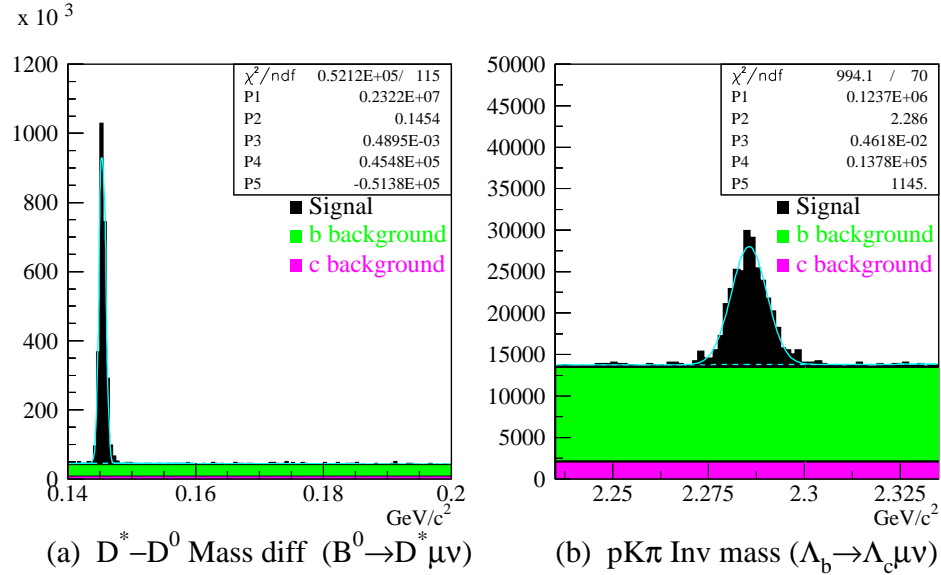 x 10 3
1200
1000
800
600
400
200
0
χ²/ndf 0.5212E+05/ 115
P1 0.2322E+07
P2 0.1454
P3 0.4895E-03
P4 0.4548E+05
P5 -0.5138E+05
Signal
b background
c background
0.14 0.16 0.18 0.2
GeV/c²
(a) D*–D⁰ Mass diff (B⁰→D*μν)
50000
45000
40000
35000
30000
25000
20000
15000
10000
5000
0
χ²/ndf 994.1 / 70
P1 0.1237E+06
P2 2.286
P3 0.4618E-02
P4 0.1378E+05
P5 1145.
Signal
b background
c background
2.25 2.275 2.3 2.325
GeV/c²
(b) pKπ Inv mass (Λb→Λcμν)